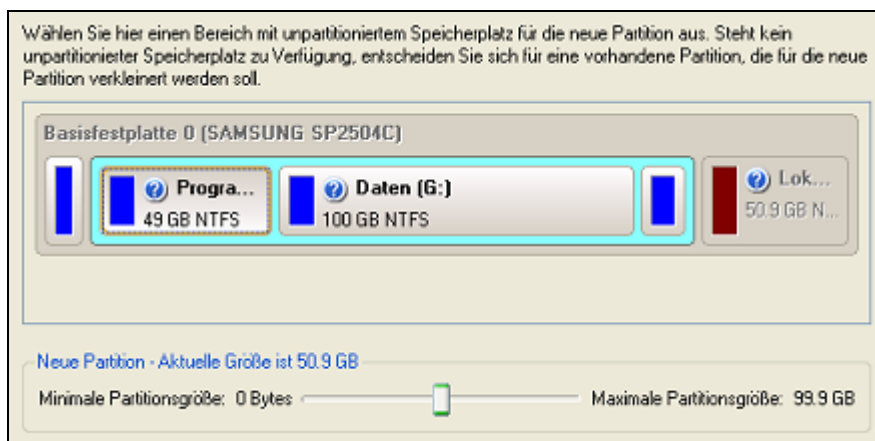 Wählen Sie hier einen Bereich mit unpartitioniertem Speicherplatz für die neue Partition aus. Steht kein
unpartitionierter Speicherplatz zu Verfügung, entscheiden Sie sich für eine vorhandene Partition, die für die neue
Partition verkleinert werden soll.
Basisfestplatte 0 (SAMSUNG SP2504C)
Progra...
49 GB NTFS
Daten (G:)
100 GB NTFS
Lok...
50.9 GB N...
Neue Partition - Aktuelle Größe ist 50.9 GB
Minimale Partitionsgröße: 0 Bytes
Maximale Partitionsgröße: 99.9 GB